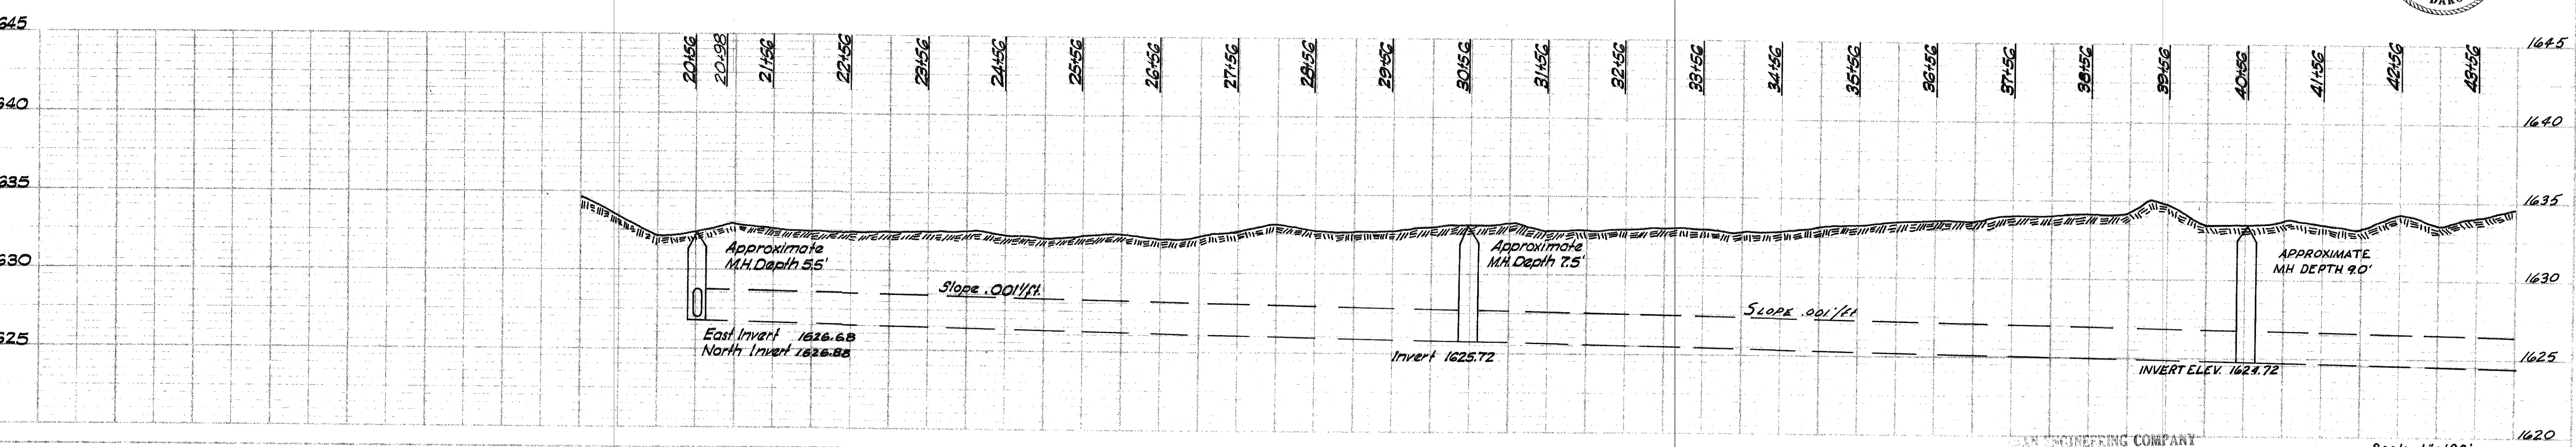 645
20+56
20+98
21+56
22+56
23+56
24+56
25+56
26+56
27+56
28+56
29+56
30+56
31+56
32+56
33+56
34+56
35+56
36+56
37+56
38+56
39+56
40+56
41+56
42+56
43+56
1645
640
1640
635
1635
630
1630
Approximate
M.H. Depth 5.5'
Approximate
M.H. Depth 7.5'
APPROXIMATE
MH DEPTH 9.0'
Slope .001'/ft.
SLOPE .001'/ft
625
1625
East Invert 1626.68
North Invert 1626.88
Invert 1625.72
INVERT ELEV. 1624.72
1620
ENGINEERING COMPANY